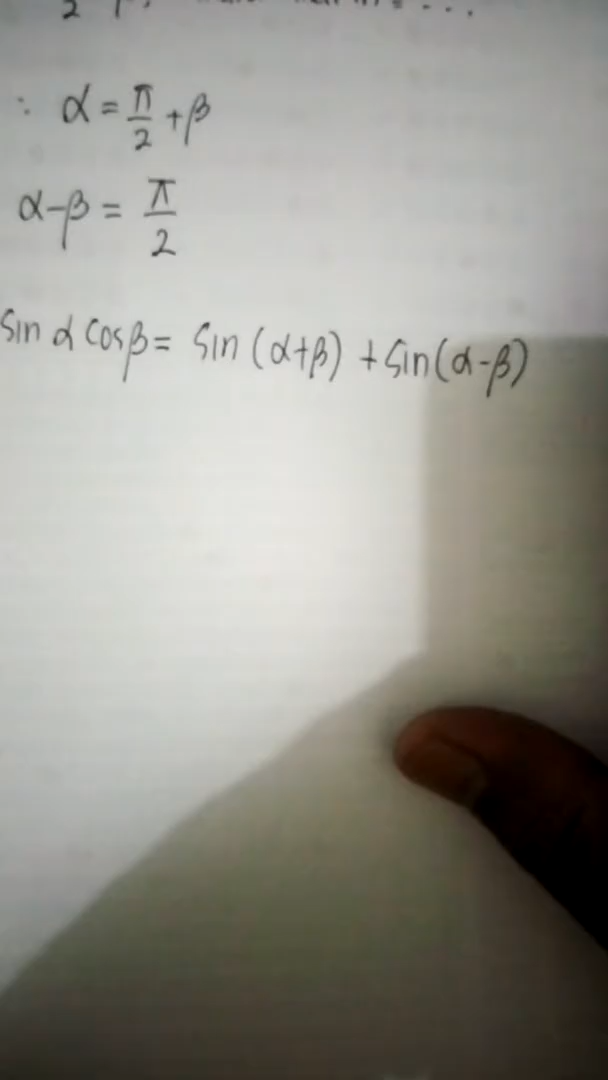 ∴ α = π/2 + β
α-β = π/2
Sin α Cos β = Sin (α+β) + Sin (α-β)